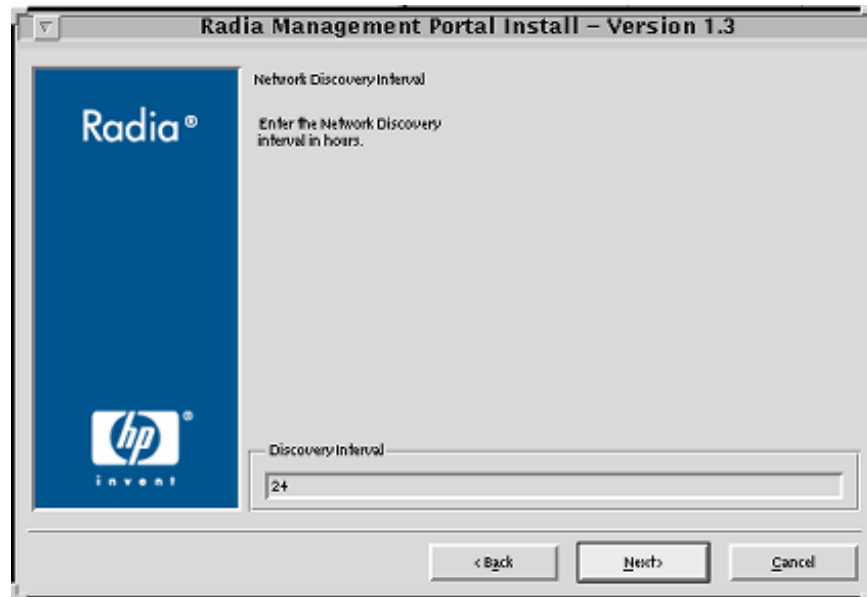 Radia Management Portal Install – Version 1.3
Network Discovery Interval
Radia®
Enter the Network Discovery
interval in hours.
hp®
invent
Discovery Interval
24
< Back
Next>
Cancel